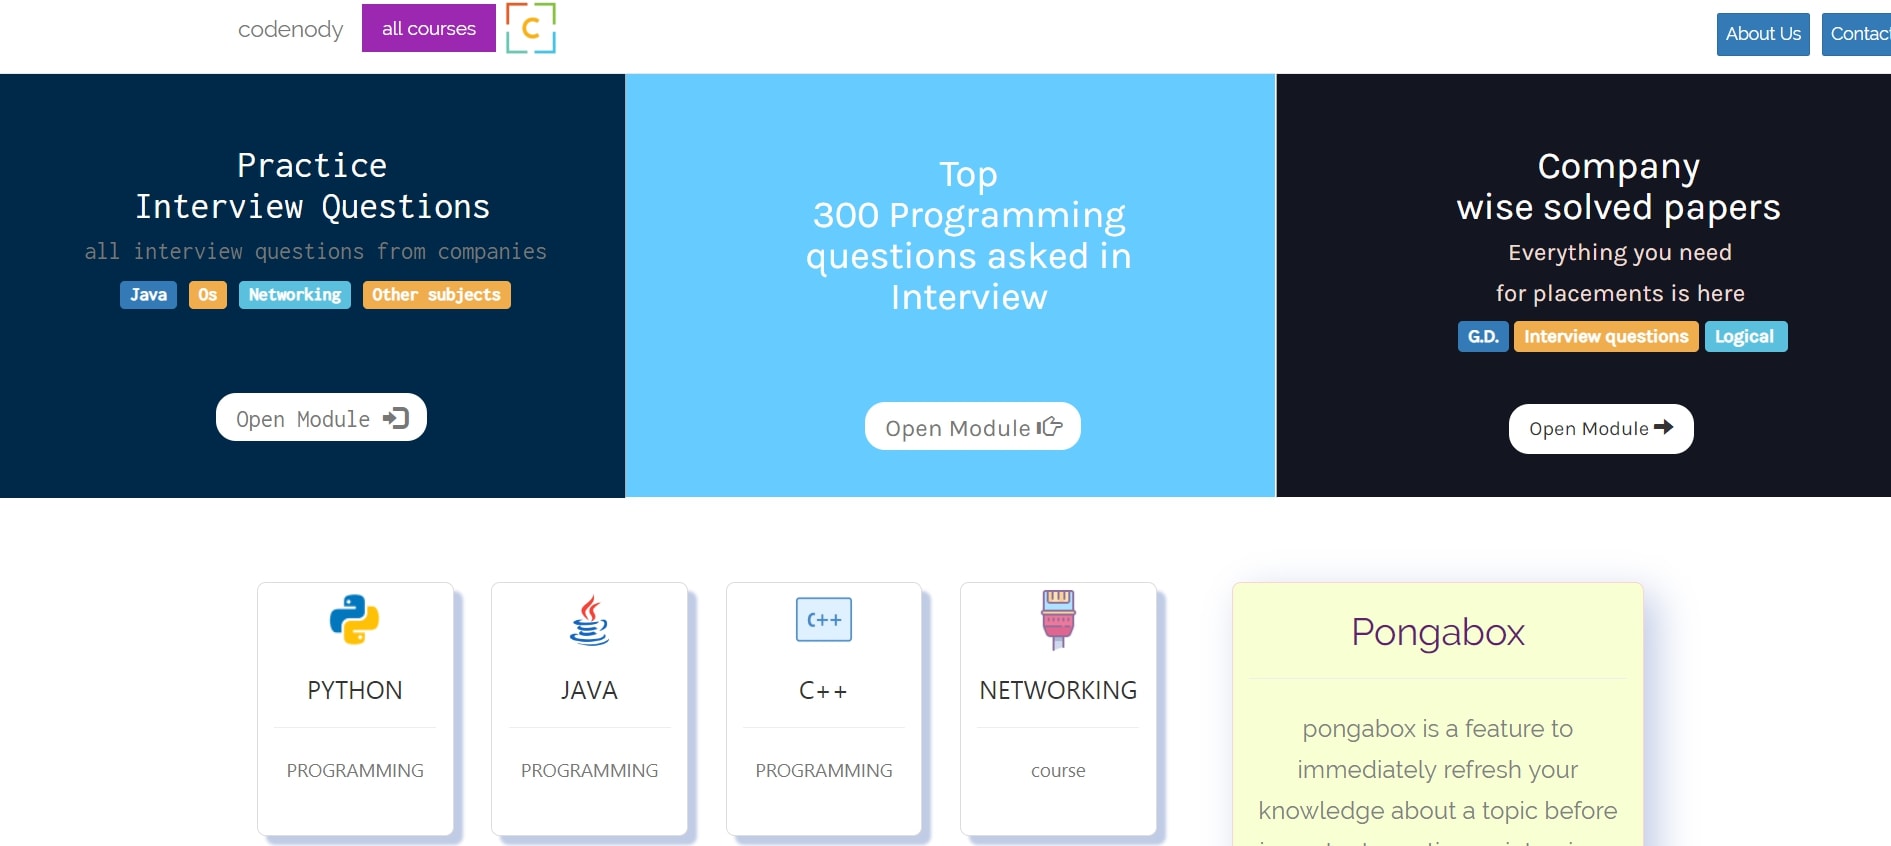 codenody
all courses
C
About Us
Contac
Practice
Interview Questions
all interview questions from companies
Java Os Networking Other subjects
Open Module
Top
300 Programming
questions asked in
Interview
Open Module
Company
wise solved papers
Everything you need
for placements is here
G.D. Interview questions Logical
Open Module
PYTHON
PROGRAMMING
JAVA
PROGRAMMING
C++
C++
PROGRAMMING
NETWORKING
course
Pongabox
pongabox is a feature to
immediately refresh your
knowledge about a topic before